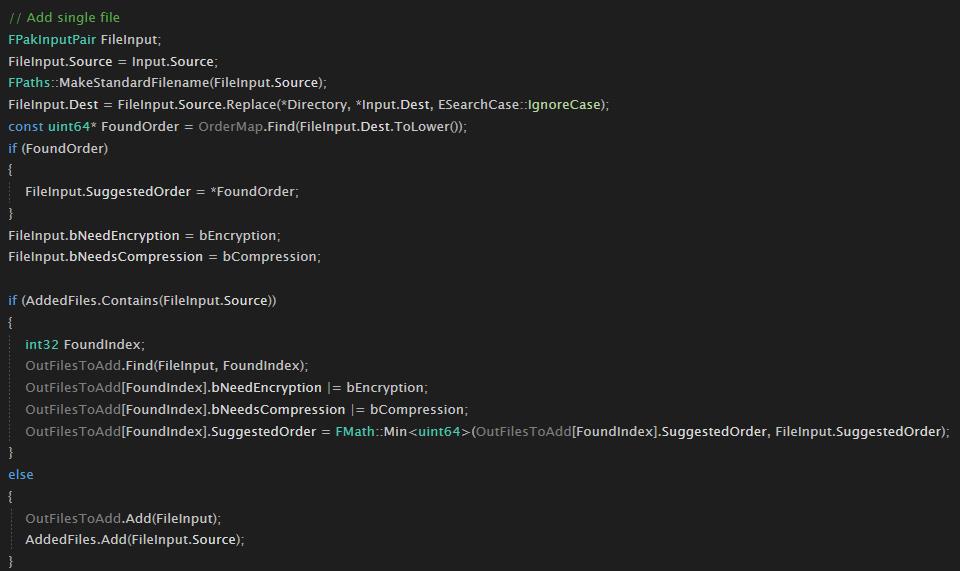 // Add single file
FPakInputPair FileInput;
FileInput.Source = Input.Source;
FPaths::MakeStandardFilename(FileInput.Source);
FileInput.Dest = FileInput.Source.Replace(*Directory, *Input.Dest, ESearchCase::IgnoreCase);
const uint64* FoundOrder = OrderMap.Find(FileInput.Dest.ToLower());
if (FoundOrder)
{
FileInput.SuggestedOrder = *FoundOrder;
}
FileInput.bNeedEncryption = bEncryption;
FileInput.bNeedsCompression = bCompression;
if (AddedFiles.Contains(FileInput.Source))
{
int32 FoundIndex;
OutFilesToAdd.Find(FileInput, FoundIndex);
OutFilesToAdd[FoundIndex].bNeedEncryption |= bEncryption;
OutFilesToAdd[FoundIndex].bNeedsCompression |= bCompression;
OutFilesToAdd[FoundIndex].SuggestedOrder = FMath::Min<uint64>(OutFilesToAdd[FoundIndex].SuggestedOrder, FileInput.SuggestedOrder);
}
else
{
OutFilesToAdd.Add(FileInput);
AddedFiles.Add(FileInput.Source);
}